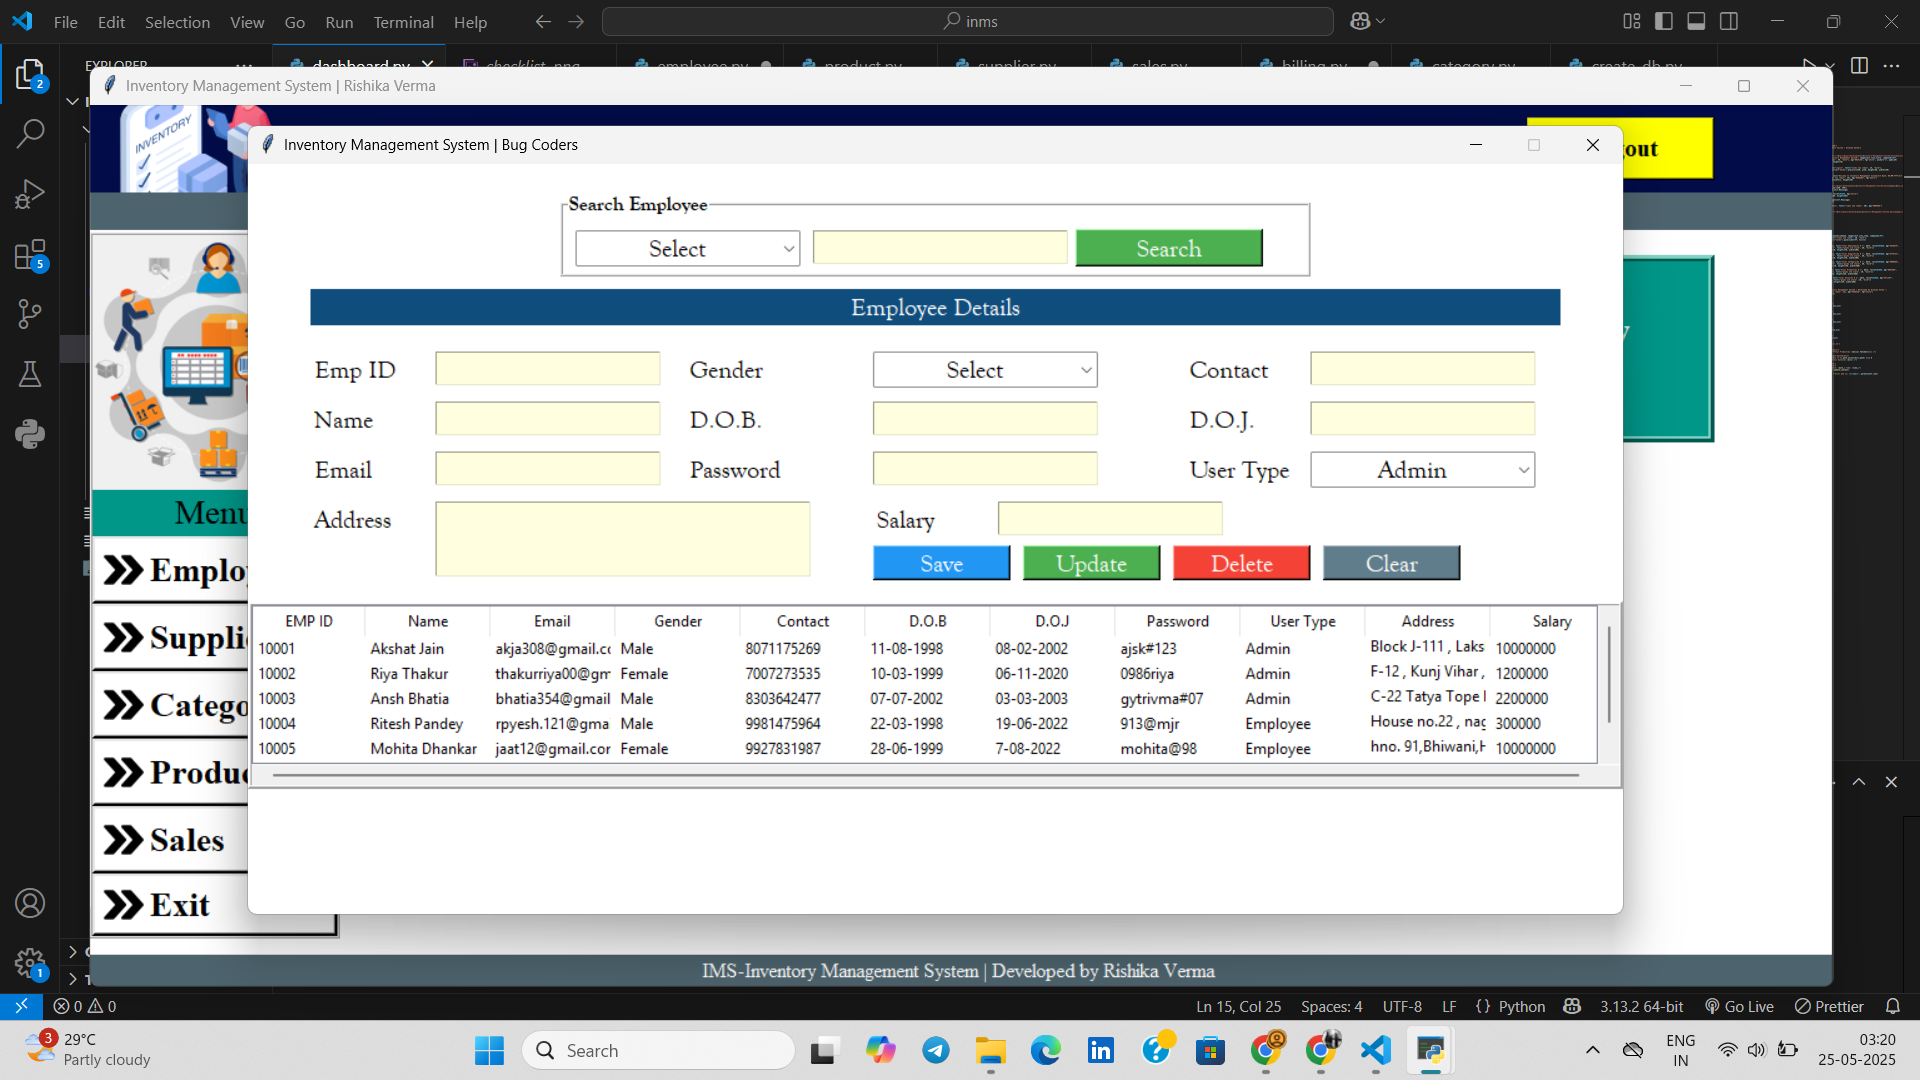 File Edit Selection View Go Run Terminal Help
inms
EXPLORER
dashboard.py
checklist .png
employee.py
product.py
supplier.py
sales.py
billing.py
category.py
create_db.py
Inventory Management System | Rishika Verma
INVENTORY
Inventory Management System | Bug Coders
Search Employee
Select
Search
Employee Details
Emp ID
Gender
Select
Contact
Name
D.O.B.
D.O.J.
Email
Password
User Type
Admin
Address
Salary
Save Update Delete Clear
EMP ID Name Email Gender Contact D.O.B D.O.J Password User Type Address Salary
10001 Akshat Jain akja308@gmail.cc Male 8071175269 11-08-1998 08-02-2002 ajsk#123 Admin Block J-111 , Laks 10000000
10002 Riya Thakur thakurriya00@gm Female 7007273535 10-03-1999 06-11-2020 0986riya Admin F-12 , Kunj Vihar , 1200000
10003 Ansh Bhatia bhatia354@gmail Male 8303642477 07-07-2002 03-03-2003 gytrivma#07 Admin C-22 Tatya Tope 2200000
10004 Ritesh Pandey rpyesh.121@gma Male 9981475964 22-03-1998 19-06-2022 913@mjr Employee House no.22 , nag 300000
10005 Mohita Dhankar jaat12@gmail.cor Female 9927831987 28-06-1999 7-08-2022 mohita@98 Employee hno. 91,Bhiwani,H 10000000
out
Menu
Emplo
Suppli
Catego
Produc
Sales
Exit
IMS-Inventory Management System | Developed by Rishika Verma
2
5
1
0 0
Ln 15, Col 25 Spaces: 4 UTF-8 LF {} Python 3.13.2 64-bit Go Live Prettier
3
29°C
Partly cloudy
Search
ENG
IN
03:20
25-05-2025